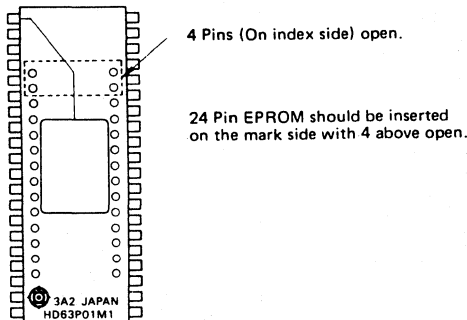 4 Pins (On index side) open.
24 Pin EPROM should be inserted
on the mark side with 4 above open.
3A2 JAPAN
HD63P01M1